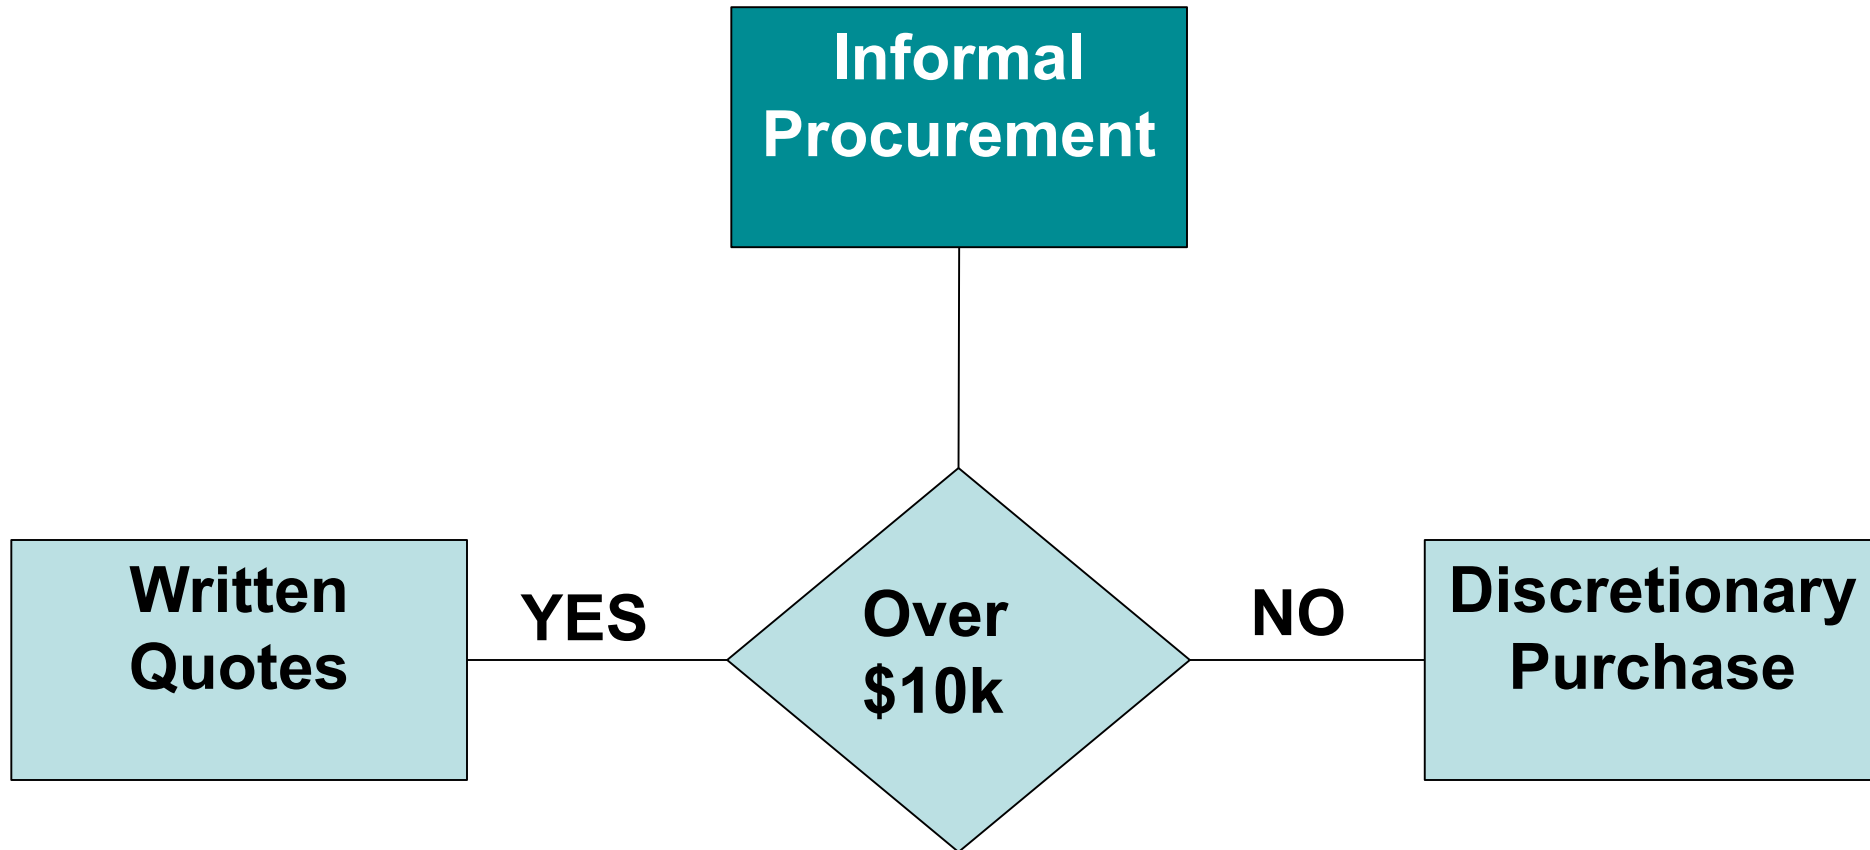 Informal
Procurement
Written
Quotes
YES
Over
$10k
NO
Discretionary
Purchase